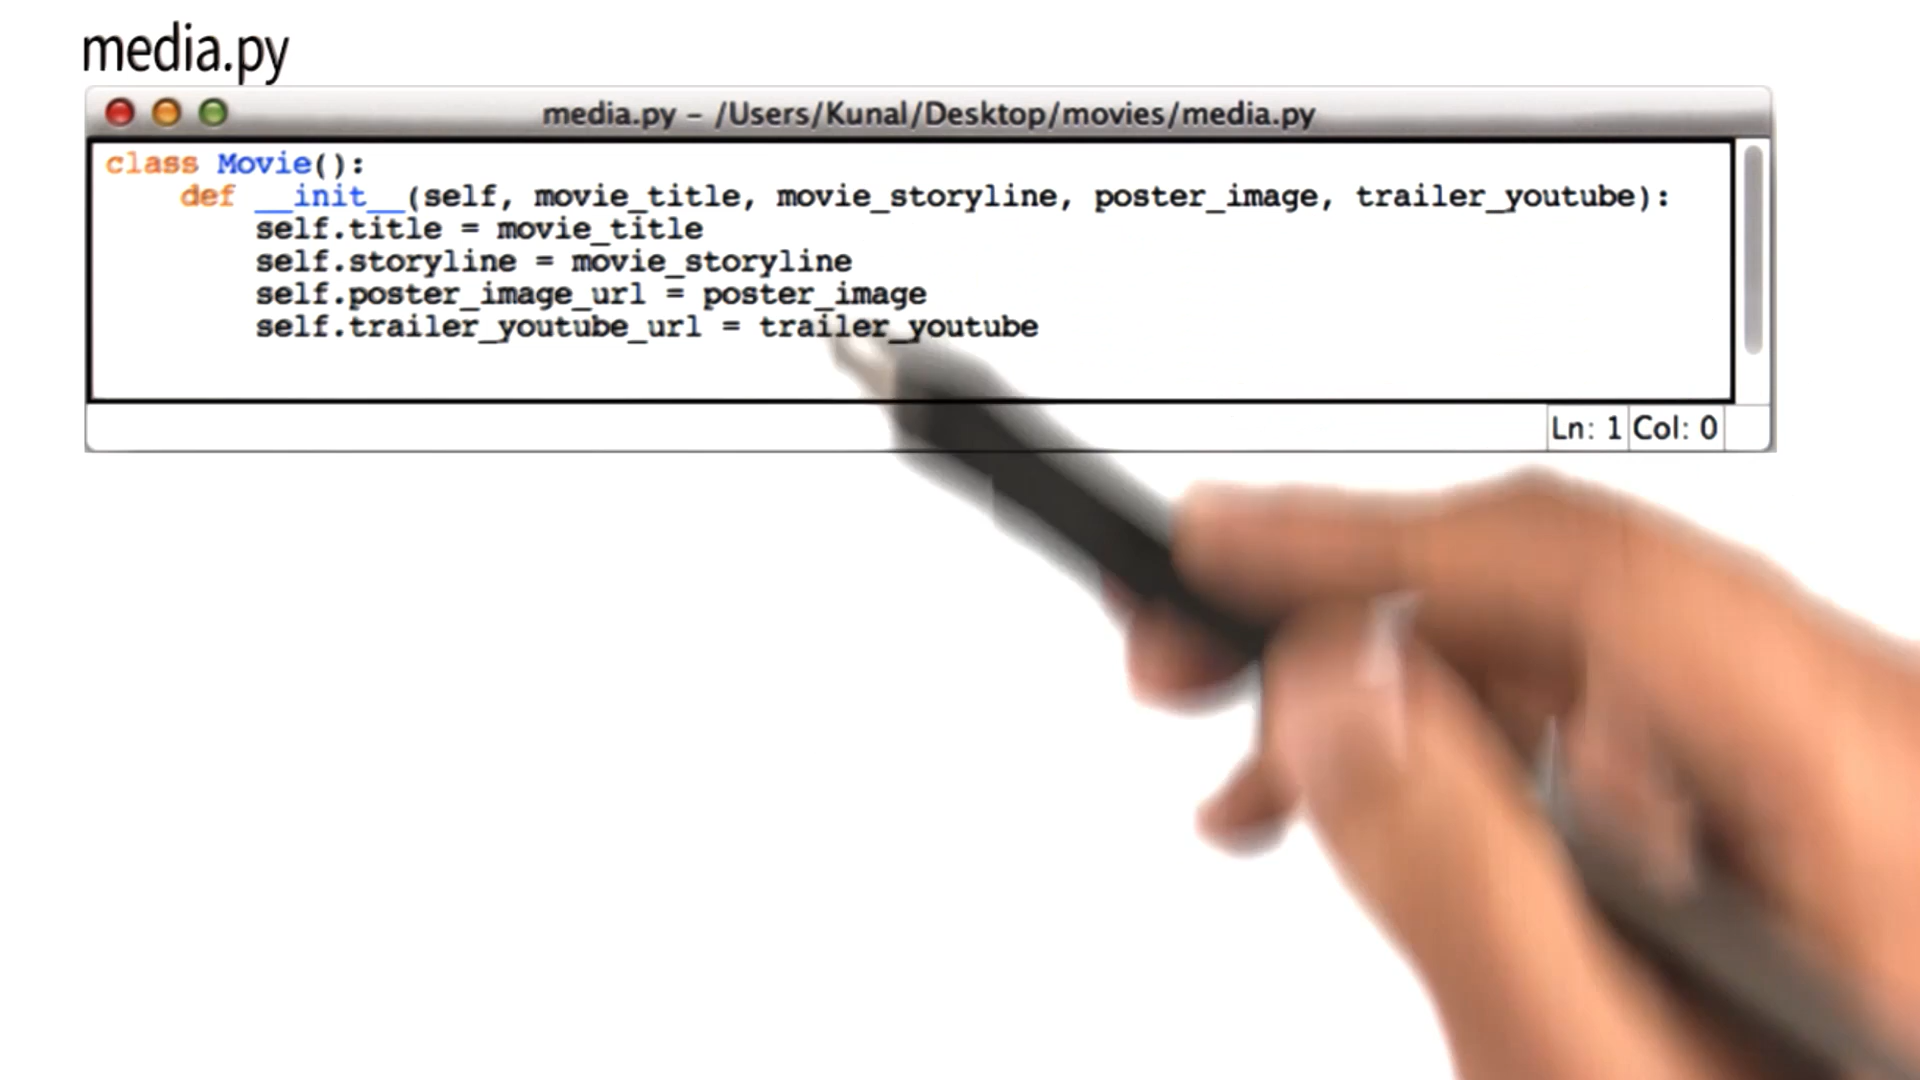 media.py
media.py - /Users/Kunal/Desktop/movies/media.py
class Movie():
    def __init__(self, movie_title, movie_storyline, poster_image, trailer_youtube):
        self.title = movie_title
        self.storyline = movie_storyline
        self.poster_image_url = poster_image
        self.trailer_youtube_url = trailer_youtube
Ln: 1 Col: 0